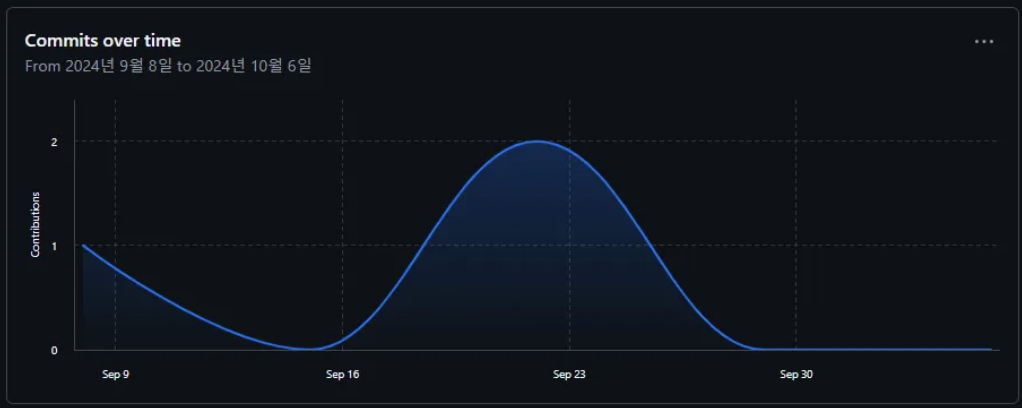 Commits over time
From 2024년 9월 8일 to 2024년 10월 6일
Contributions
2
1
0
Sep 9
Sep 16
Sep 23
Sep 30